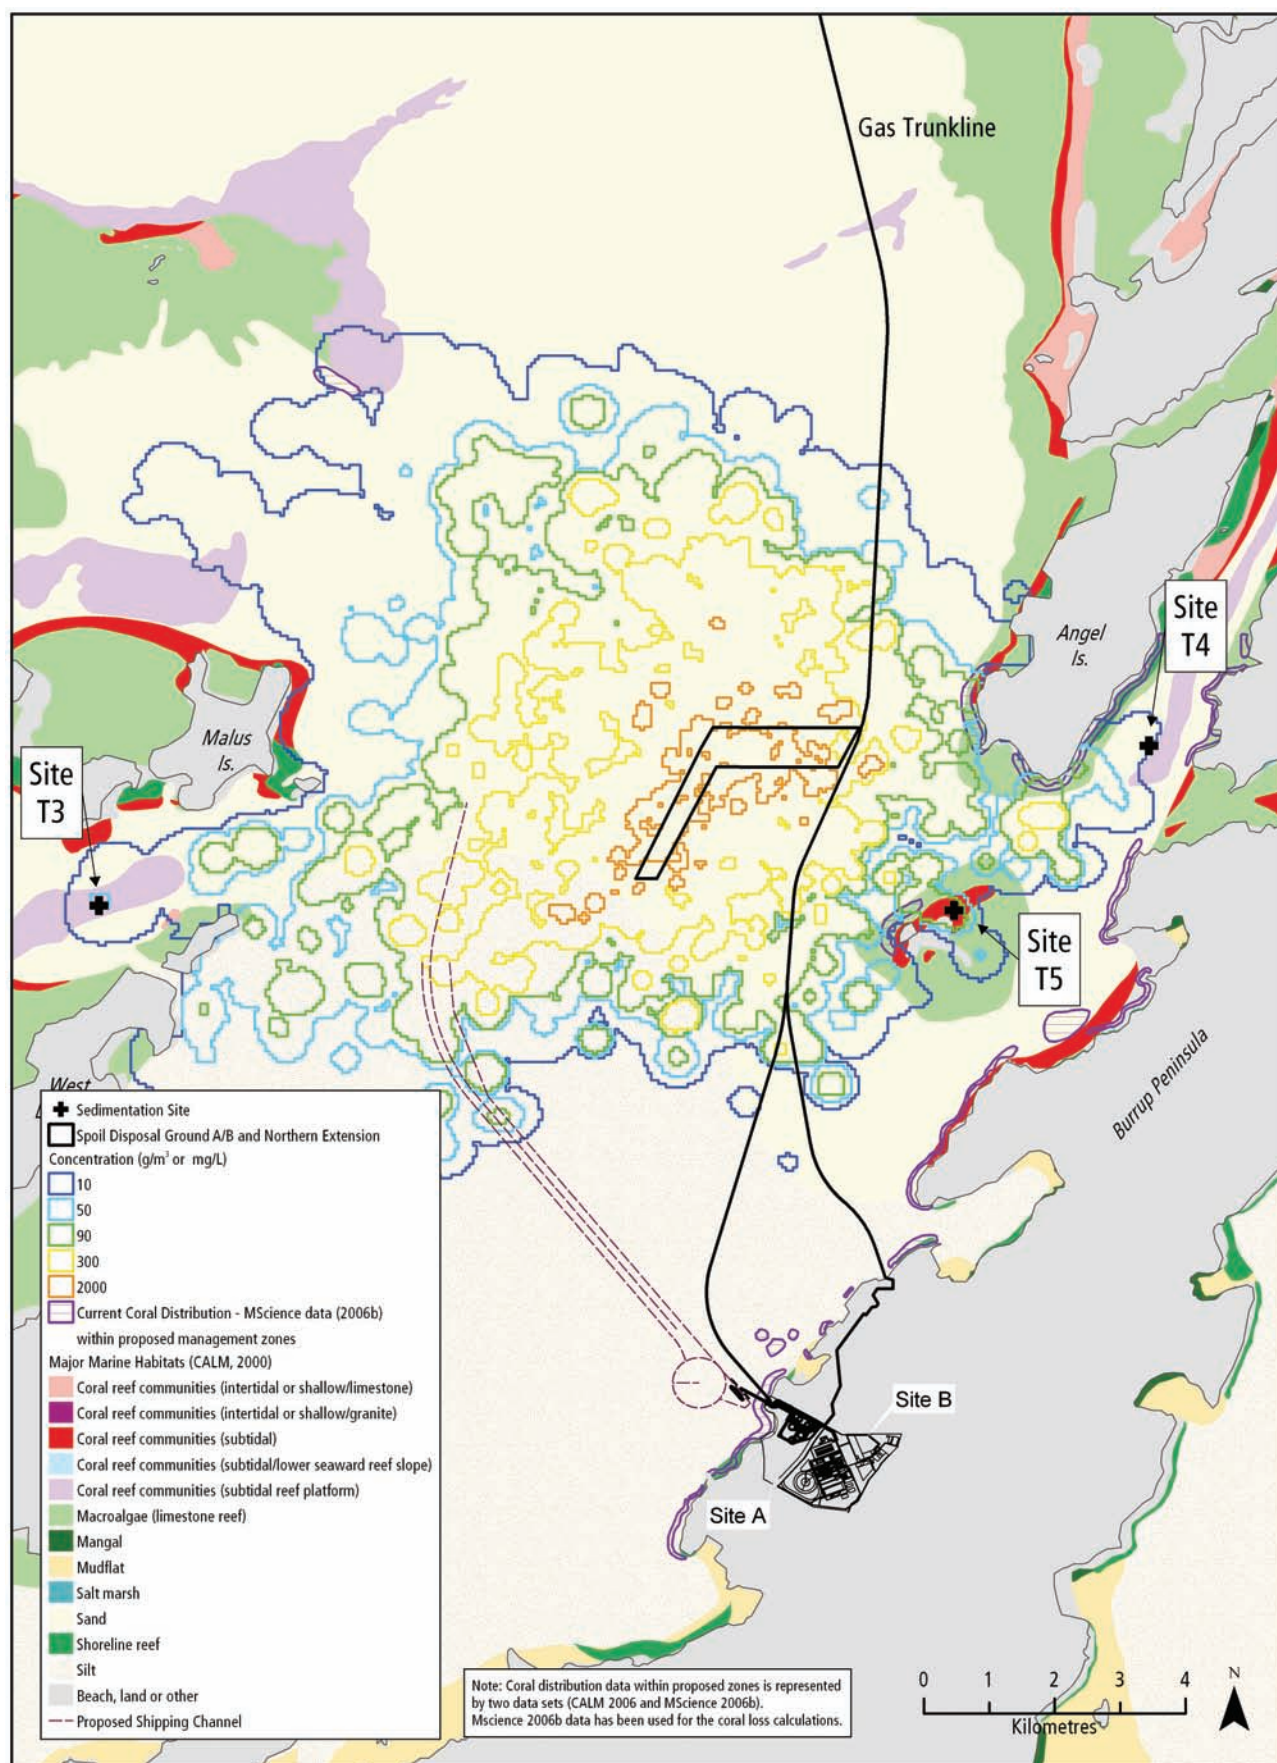 Gas Trunkline
Site
T4
Angel
Is.
Malus
Is.
Site
T3
Site
T5
Burrup Peninsula
West
Sedimentation Site
Spoil Disposal Ground A/B and Northern Extension
Concentration (g/m³ or mg/L)
10
50
90
300
2000
Current Coral Distribution - MScience data (2006b)
within proposed management zones
Major Marine Habitats (CALM, 2000)
Coral reef communities (intertidal or shallow/limestone)
Coral reef communities (intertidal or shallow/granite)
Coral reef communities (subtidal)
Coral reef communities (subtidal/lower seaward reef slope)
Coral reef communities (subtidal reef platform)
Macroalgae (limestone reef)
Mangal
Mudflat
Salt marsh
Sand
Shoreline reef
Silt
Beach, land or other
Proposed Shipping Channel
Site B
Site A
Note: Coral distribution data within proposed zones is represented
by two data sets (CALM 2006 and MScience 2006b).
Mscience 2006b data has been used for the coral loss calculations.
0 1 2 3 4
Kilometres
N